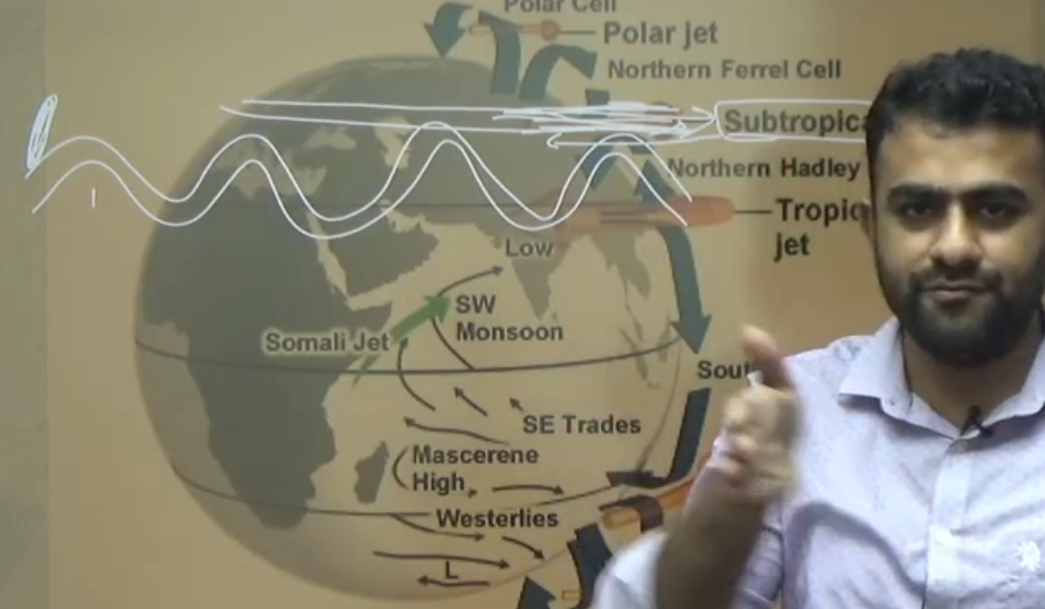 Polar Cell
Polar jet
Northern Ferrel Cell
Subtropica
Northern Hadley
Tropic
jet
Low
SW
Monsoon
Somali Jet
Sout
SE Trades
Mascerene
High
Westerlies
L